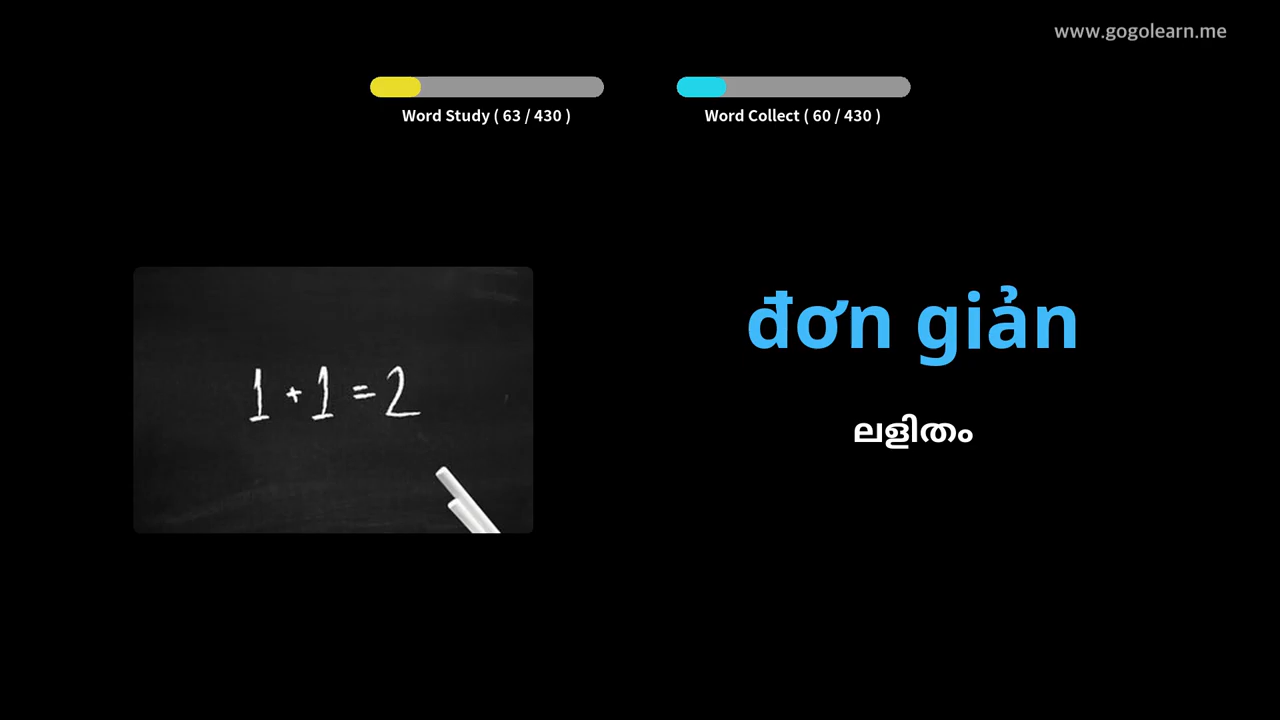 www.gogolearn.me
Word Study ( 63 / 430 )
Word Collect ( 60 / 430 )
1 + 1 = 2
đơn giản
ലളിതം